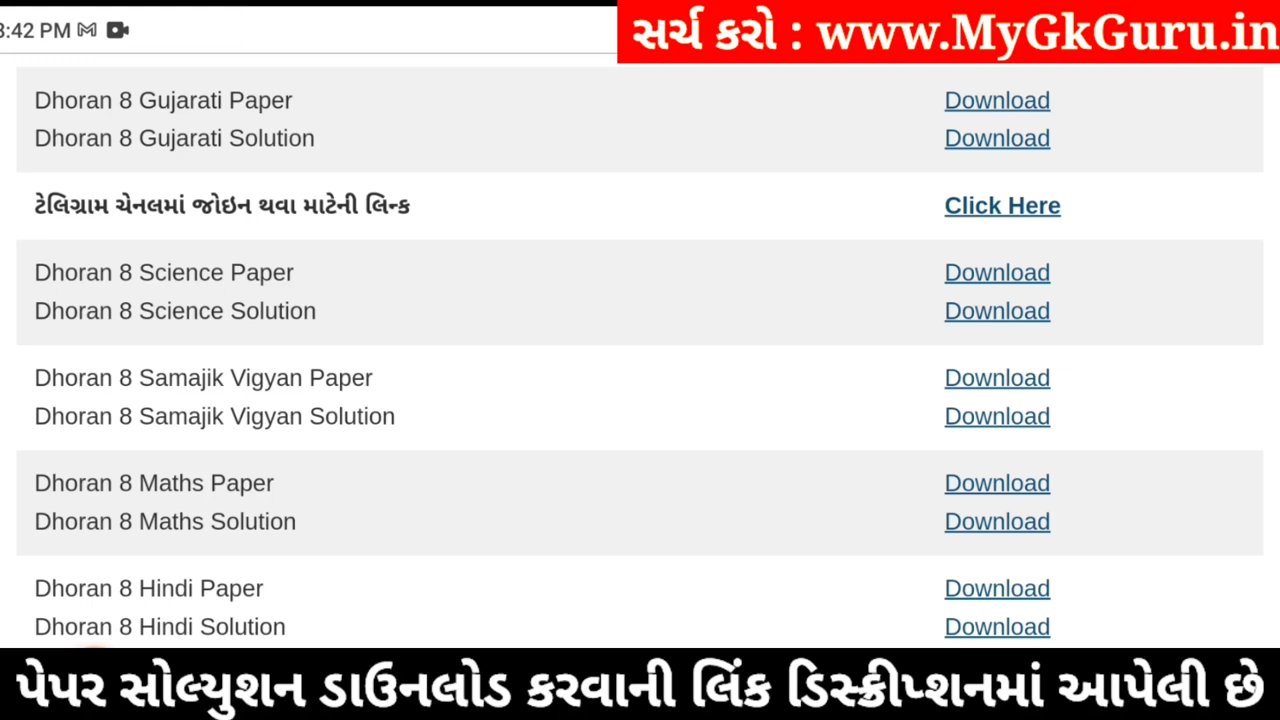 3:42 PM
સર્ચ કરો : www.MyGkGuru.in
Dhoran 8 Gujarati Paper Download
Dhoran 8 Gujarati Solution Download
ટેલિગ્રામ ચેનલમાં જોઇન થવા માટેની લિન્ક Click Here
Dhoran 8 Science Paper Download
Dhoran 8 Science Solution Download
Dhoran 8 Samajik Vigyan Paper Download
Dhoran 8 Samajik Vigyan Solution Download
Dhoran 8 Maths Paper Download
Dhoran 8 Maths Solution Download
Dhoran 8 Hindi Paper Download
Dhoran 8 Hindi Solution Download
પેપર સોલ્યુશન ડાઉનલોડ કરવાની લિંક ડિસ્ક્રીપ્શનમાં આપેલી છે